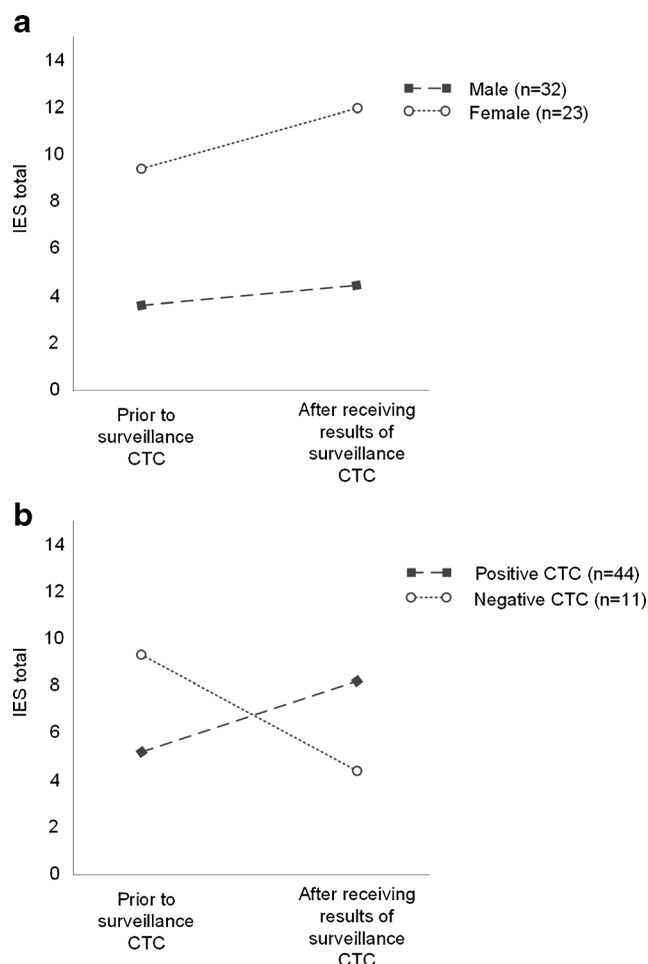 a
14
12
10
8
6
4
2
0
IES total
Male (n=32)
Female (n=23)
Prior to
surveillance
CTC
After receiving
results of
surveillance
CTC
b
14
12
10
8
6
4
2
0
IES total
Positive CTC (n=44)
Negative CTC (n=11)
Prior to
surveillance
CTC
After receiving
results of
surveillance
CTC